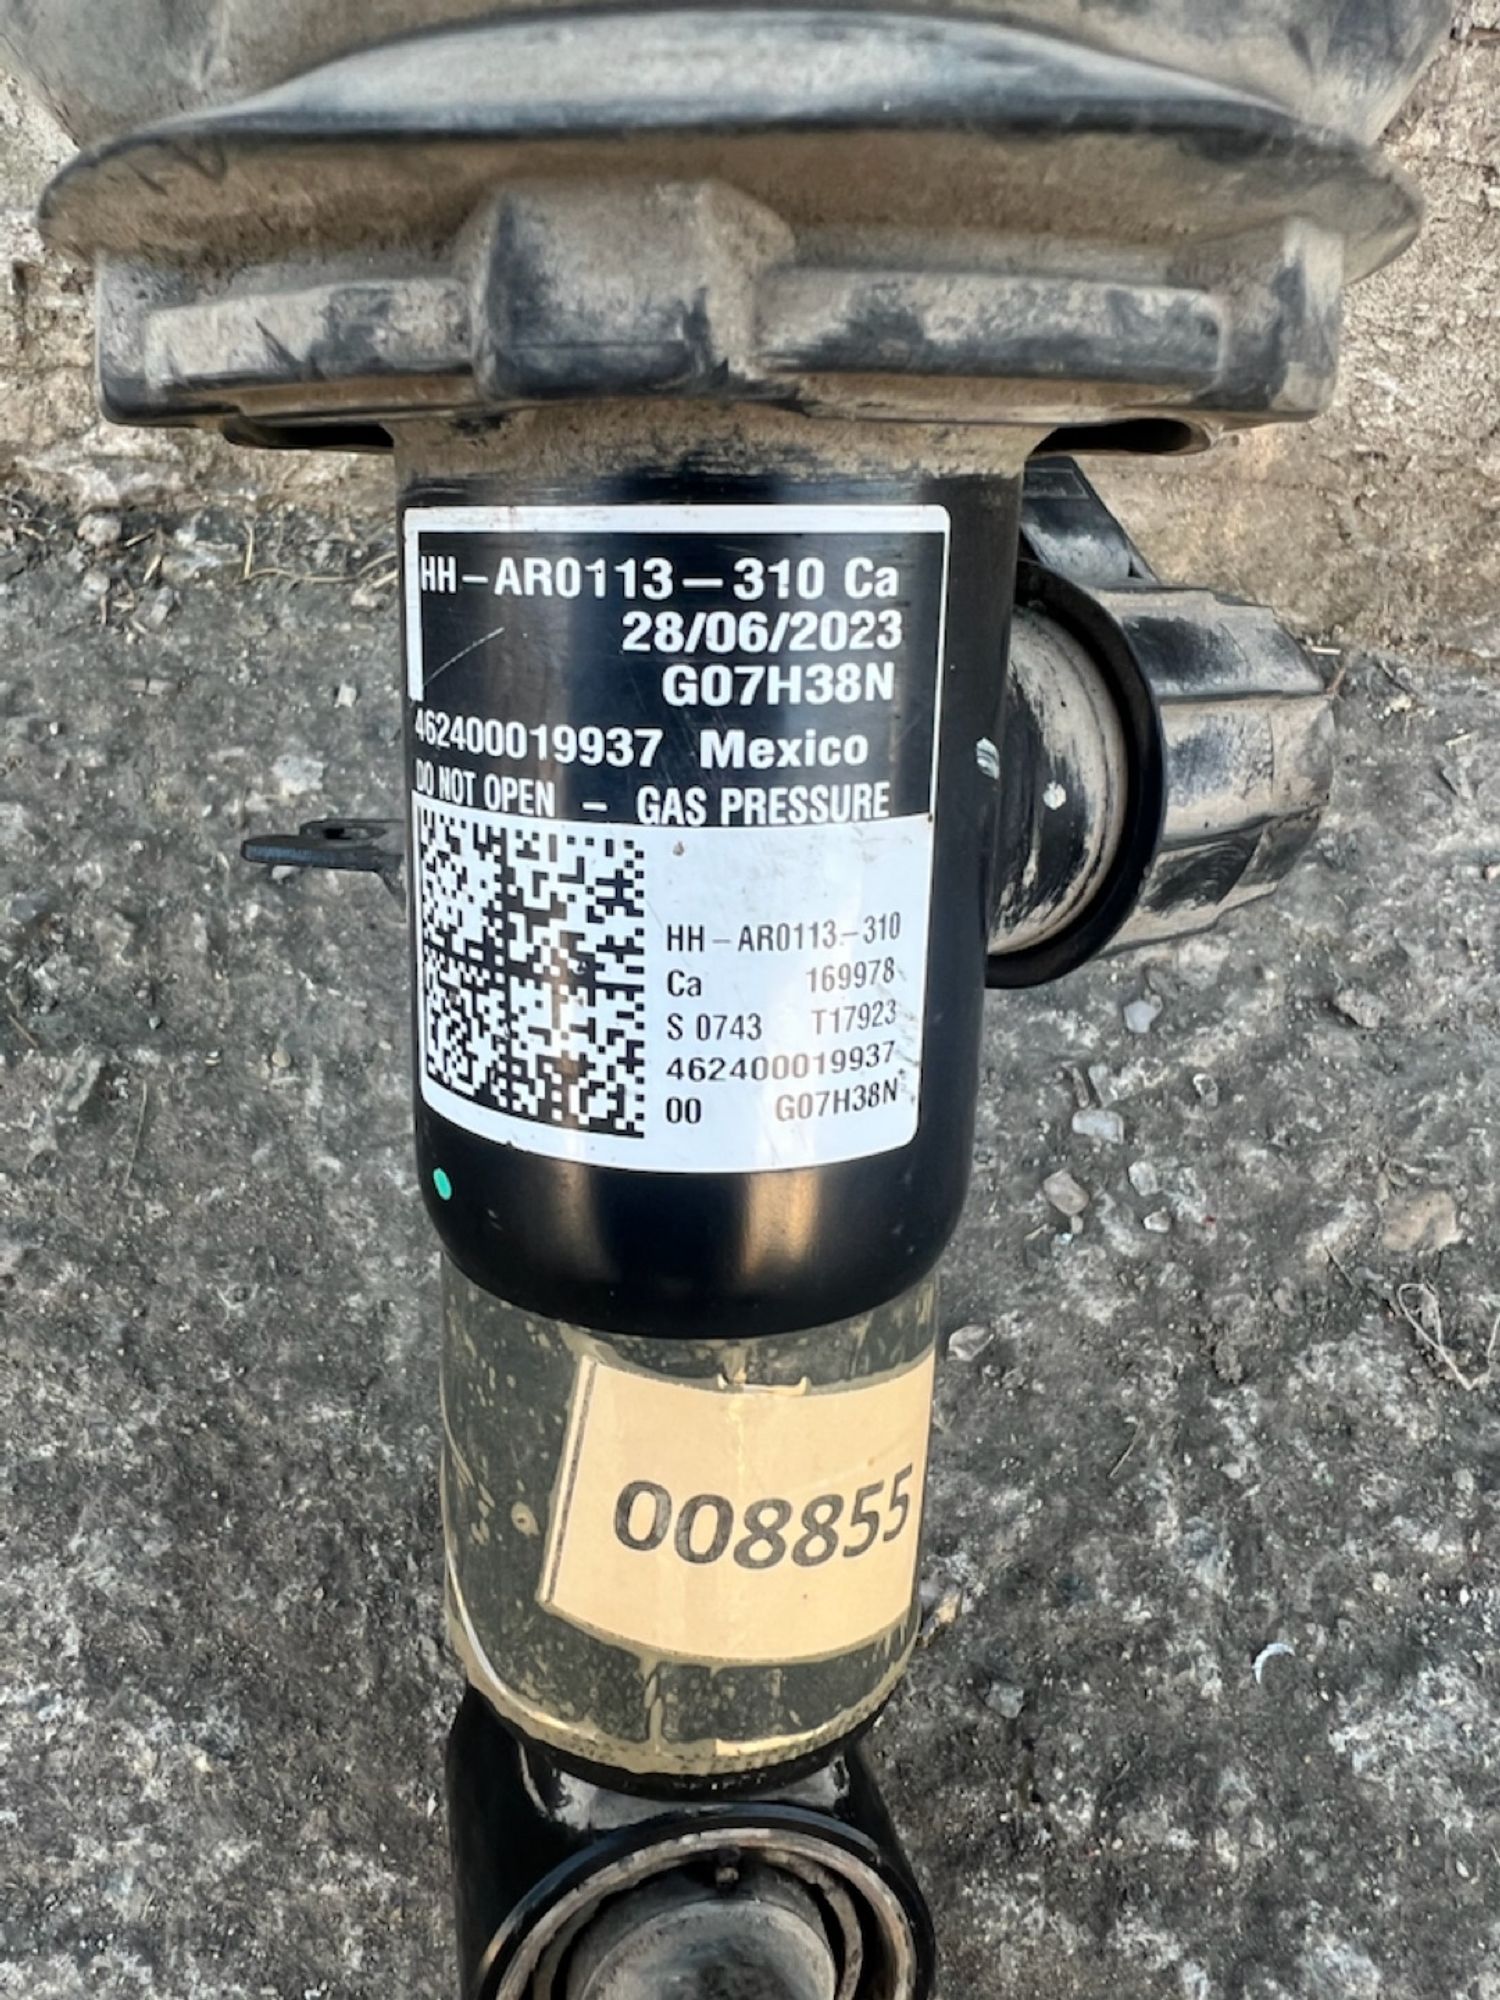 HH-AR0113-310 Ca
28/06/2023
G07H38N
462400019937 Mexico
DO NOT OPEN - GAS PRESSURE
HH-AR0113-310
Ca 169978
S 0743 T17923
462400019937
00 G07H38N
008855